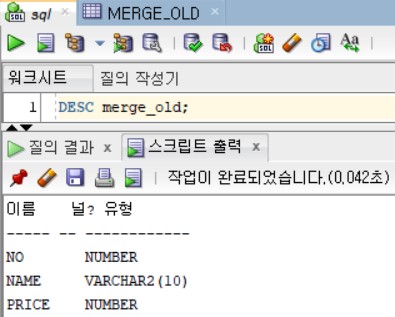 sql
MERGE_OLD
워크시트 질의 작성기
1 DESC merge_old;
질의 결과 x 스크립트 출력 x
작업이 완료되었습니다.(0,042초)
이름 널? 유형
----- -- ------------
NO NUMBER
NAME VARCHAR2(10)
PRICE NUMBER